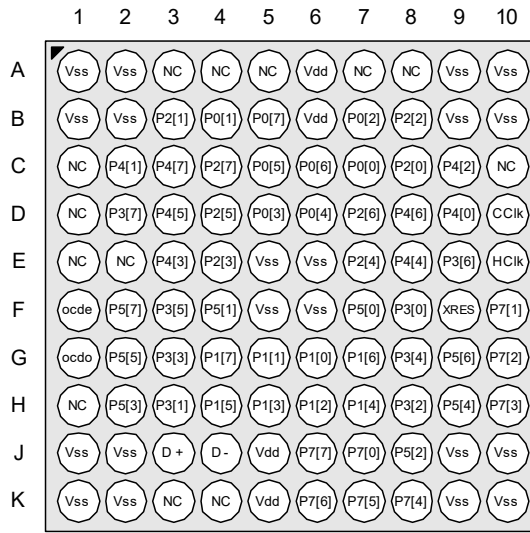 1 2 3 4 5 6 7 8 9 10
A Vss Vss NC NC NC Vdd NC NC Vss Vss
B Vss Vss P2[1] P0[1] P0[7] Vdd P0[2] P2[2] Vss Vss
C NC P4[1] P4[7] P2[7] P0[5] P0[6] P0[0] P2[0] P4[2] NC
D NC P3[7] P4[5] P2[5] P0[3] P0[4] P2[6] P4[6] P4[0] CClk
E NC NC P4[3] P2[3] Vss Vss P2[4] P4[4] P3[6] HClk
F ocde P5[7] P3[5] P5[1] Vss Vss P5[0] P3[0] XRES P7[1]
G ocdo P5[5] P3[3] P1[7] P1[1] P1[0] P1[6] P3[4] P5[6] P7[2]
H NC P5[3] P3[1] P1[5] P1[3] P1[2] P1[4] P3[2] P5[4] P7[3]
J Vss Vss D + D - Vdd P7[7] P7[0] P5[2] Vss Vss
K Vss Vss NC NC Vdd P7[6] P7[5] P7[4] Vss Vss